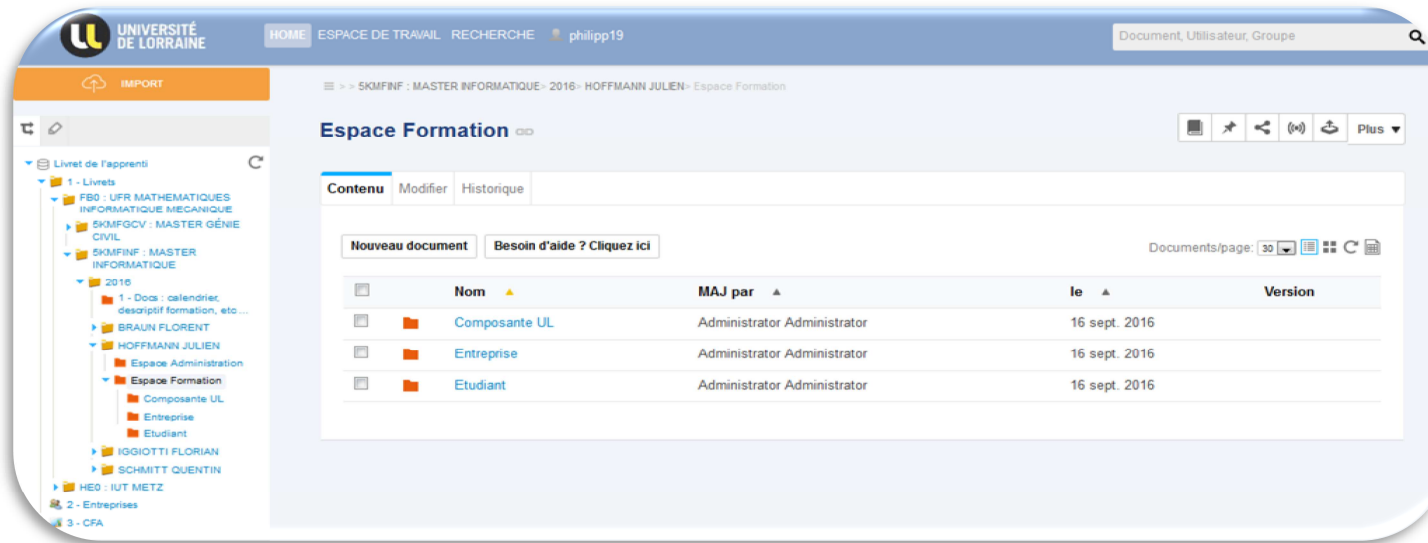 UNIVERSITÉ
DE LORRAINE
HOME ESPACE DE TRAVAIL RECHERCHE philipp19
Document, Utilisateur, Groupe
IMPORT
> > 5KMFINF : MASTER INFORMATIQUE> 2016> HOFFMANN JULIEN> Espace Formation
Espace Formation
Plus
Livret de l'apprenti
1 - Livrets
FB0 : UFR MATHEMATIQUES
INFORMATIQUE MECANIQUE
5KMFGCV : MASTER GÉNIE
CIVIL
5KMFINF : MASTER
INFORMATIQUE
2016
1 - Docs : calendrier,
descriptif formation, etc ...
BRAUN FLORENT
HOFFMANN JULIEN
Espace Administration
Espace Formation
Composante UL
Entreprise
Etudiant
IGGIOTTI FLORIAN
SCHMITT QUENTIN
HE0 : IUT METZ
2 - Entreprises
3 - CFA
Contenu Modifier Historique
Nouveau document Besoin d'aide ? Cliquez ici
Documents/page: 30
Nom MAJ par le Version
Composante UL Administrator Administrator 16 sept. 2016
Entreprise Administrator Administrator 16 sept. 2016
Etudiant Administrator Administrator 16 sept. 2016